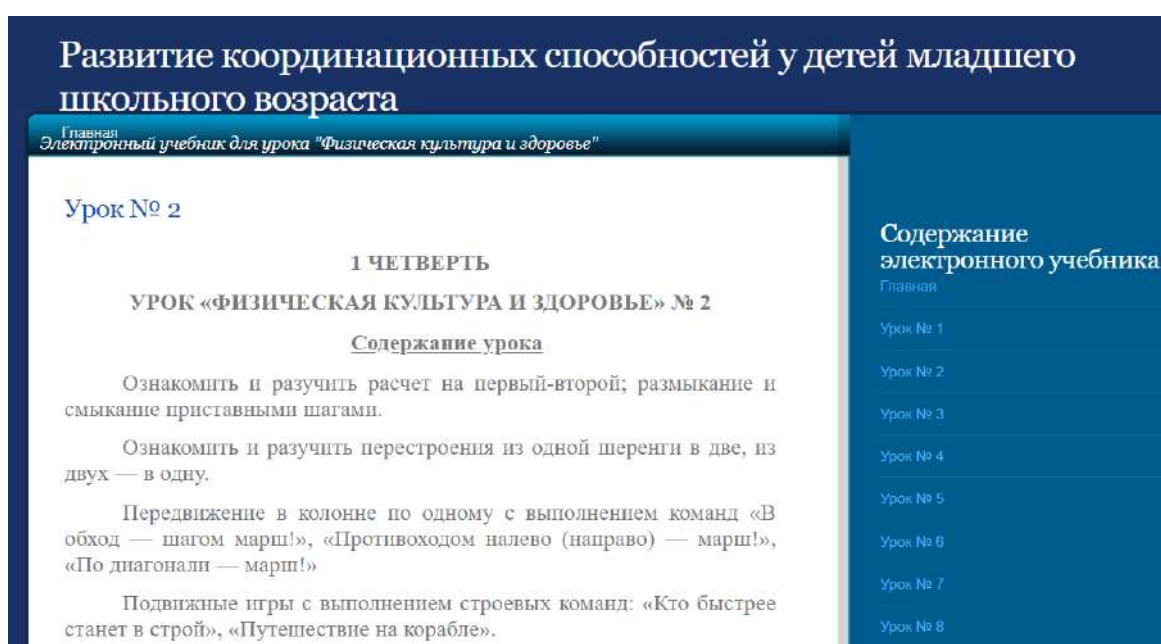 Развитие координационных способностей у детей младшего
школьного возраста
Главная
Электронный учебник для урока "Физическая культура и здоровье"
Урок № 2
1 ЧЕТВЕРТЬ
УРОК «ФИЗИЧЕСКАЯ КУЛЬТУРА И ЗДОРОВЬЕ» № 2
Содержание урока
Ознакомить и разучить расчет на первый-второй; размыкание и
смыкание приставными шагами.
Ознакомить и разучить перестроения из одной шеренги в две, из
двух — в одну.
Передвижение в колонне по одному с выполнением команд «В
обход — шагом марш!», «Противоходом налево (направо) — марш!»,
«По диагонали — марш!»
Подвижные игры с выполнением строевых команд: «Кто быстрее
станет в строй», «Путешествие на корабле».
Содержание
электронного учебника
Главная
Урок № 1
Урок № 2
Урок № 3
Урок № 4
Урок № 5
Урок № 6
Урок № 7
Урок № 8